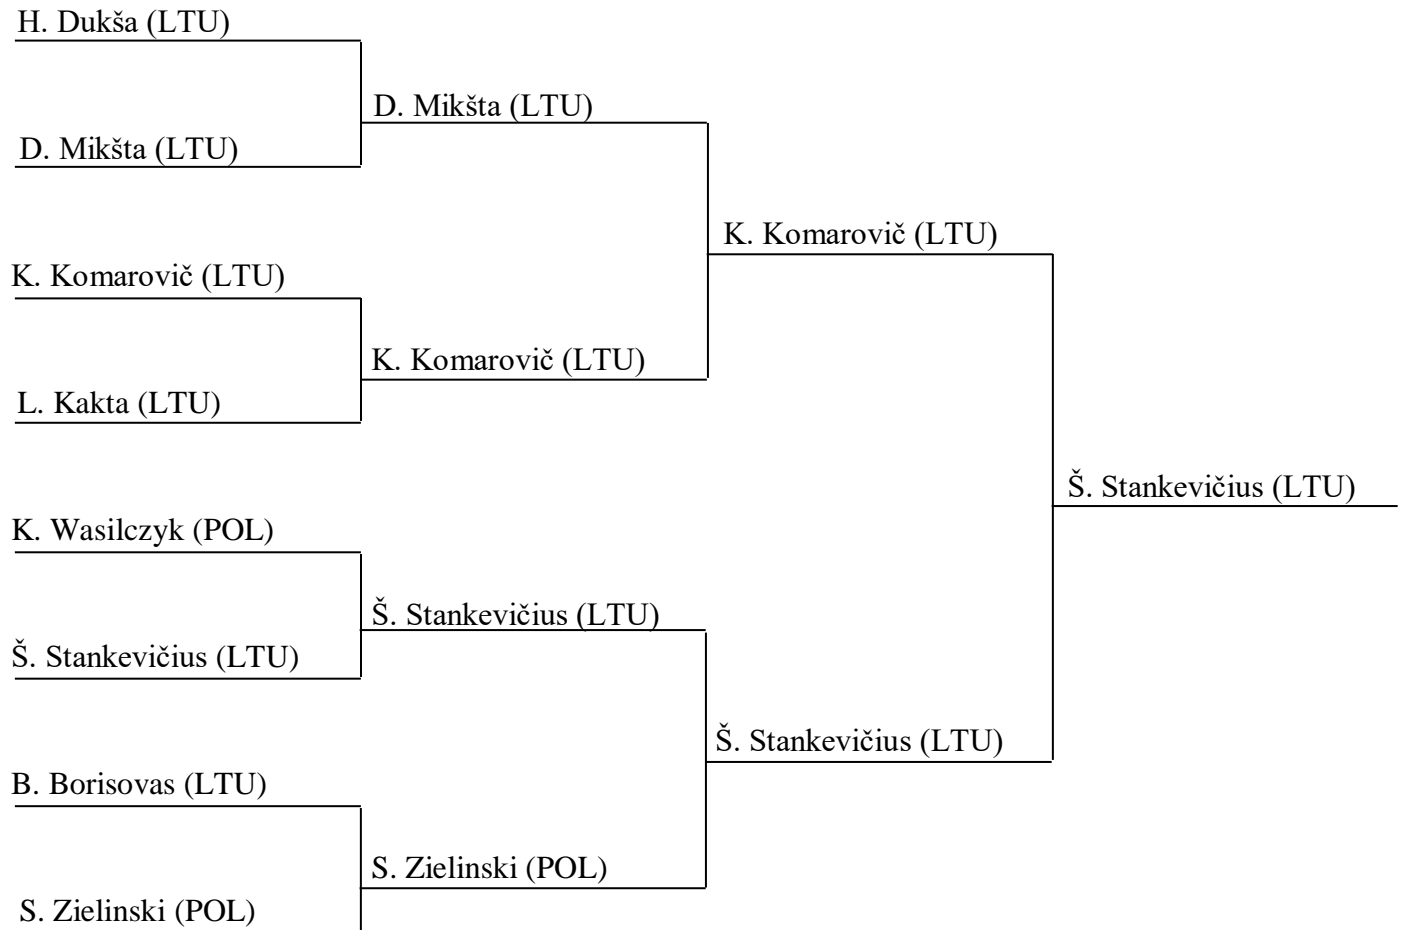 H. Dukša (LTU)
D. Mikšta (LTU)
D. Mikšta (LTU)
K. Komarovič (LTU)
K. Komarovič (LTU)
K. Komarovič (LTU)
L. Kakta (LTU)
Š. Stankevičius (LTU)
K. Wasilczyk (POL)
Š. Stankevičius (LTU)
Š. Stankevičius (LTU)
Š. Stankevičius (LTU)
B. Borisovas (LTU)
S. Zielinski (POL)
S. Zielinski (POL)